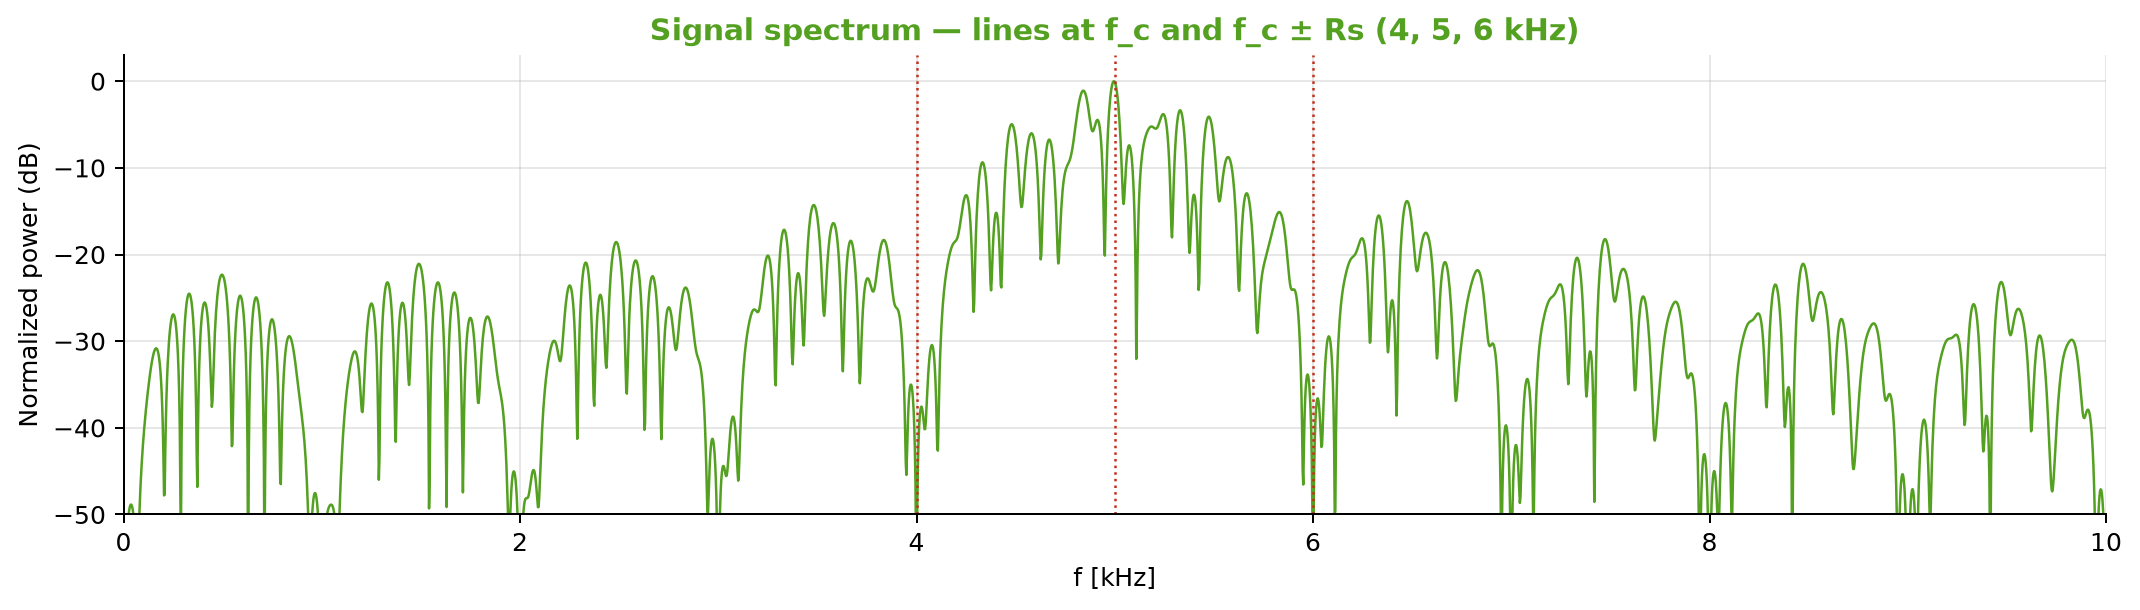 Signal spectrum — lines at f_c and f_c ± Rs (4, 5, 6 kHz)
Normalized power (dB)
0
−10
−20
−30
−40
−50
0 2 4 6 8 10
f [kHz]